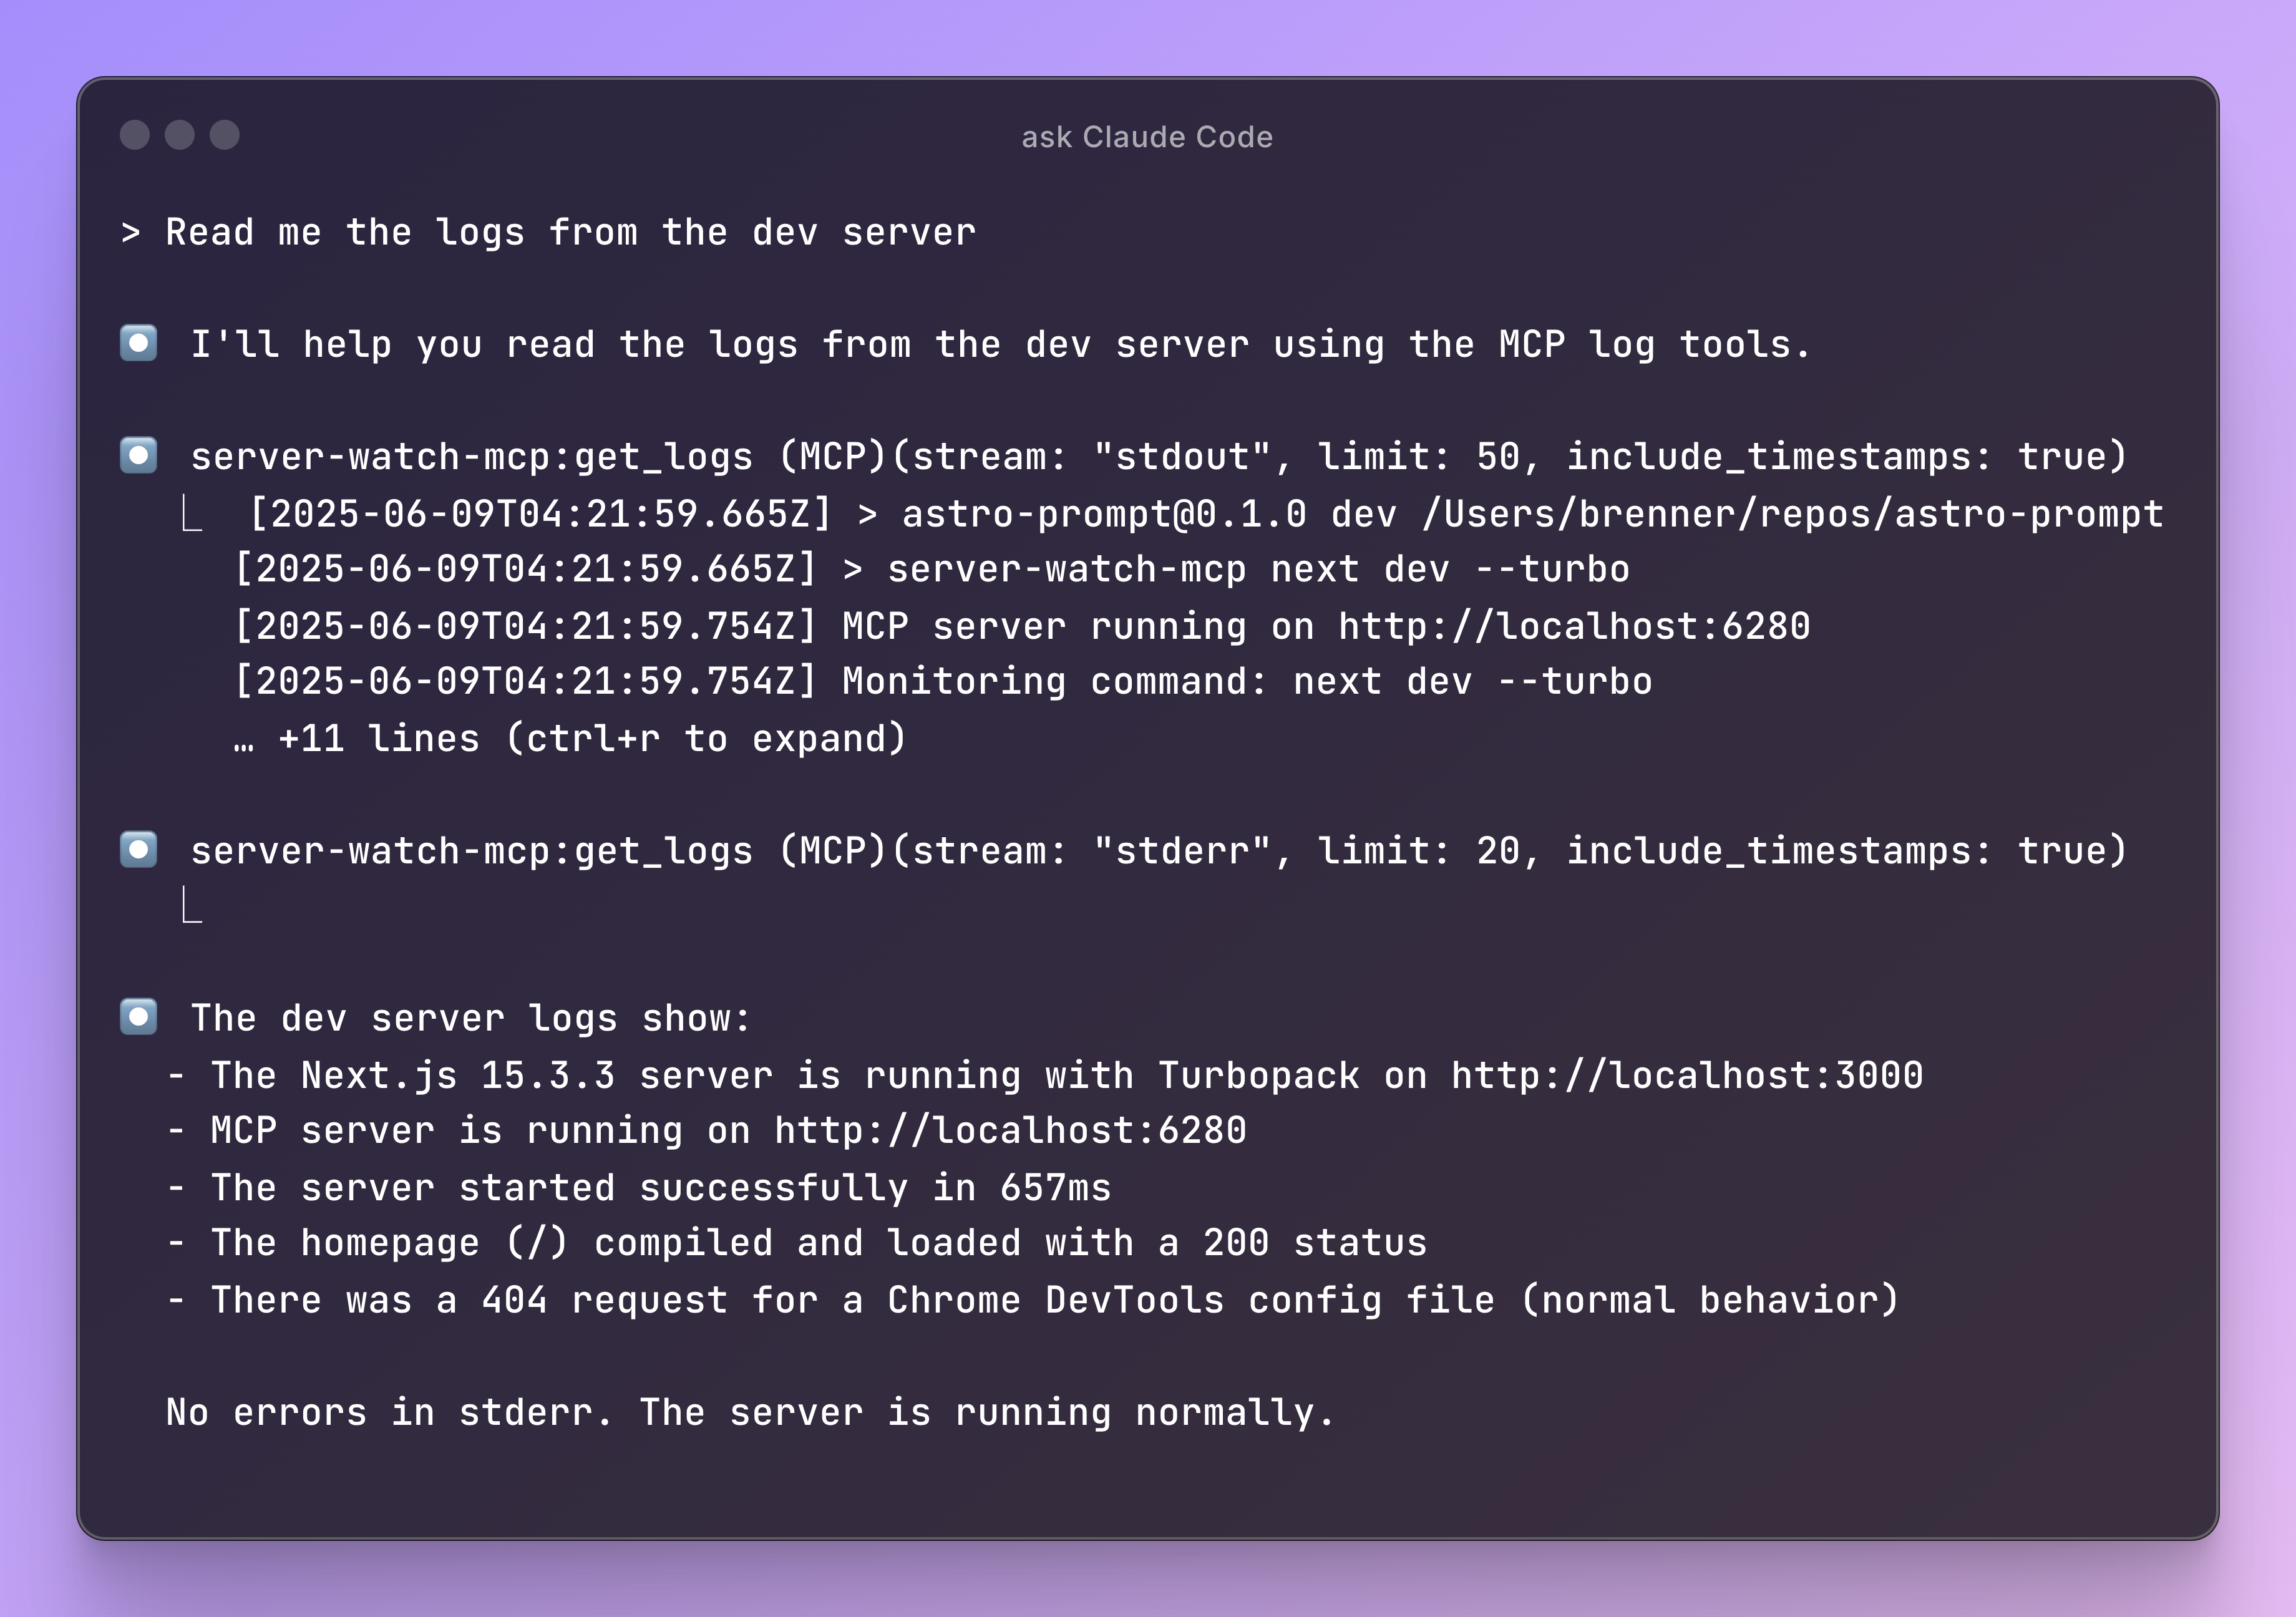 ask Claude Code
> Read me the logs from the dev server
⏺ I'll help you read the logs from the dev server using the MCP log tools.
⏺ server-watch-mcp:get_logs (MCP)(stream: "stdout", limit: 50, include_timestamps: true)
⎿  [2025-06-09T04:21:59.665Z] > astro-prompt@0.1.0 dev /Users/brenner/repos/astro-prompt
[2025-06-09T04:21:59.665Z] > server-watch-mcp next dev --turbo
[2025-06-09T04:21:59.754Z] MCP server running on http://localhost:6280
[2025-06-09T04:21:59.754Z] Monitoring command: next dev --turbo
… +11 lines (ctrl+r to expand)
⏺ server-watch-mcp:get_logs (MCP)(stream: "stderr", limit: 20, include_timestamps: true)
⎿
⏺ The dev server logs show:
- The Next.js 15.3.3 server is running with Turbopack on http://localhost:3000
- MCP server is running on http://localhost:6280
- The server started successfully in 657ms
- The homepage (/) compiled and loaded with a 200 status
- There was a 404 request for a Chrome DevTools config file (normal behavior)
No errors in stderr. The server is running normally.